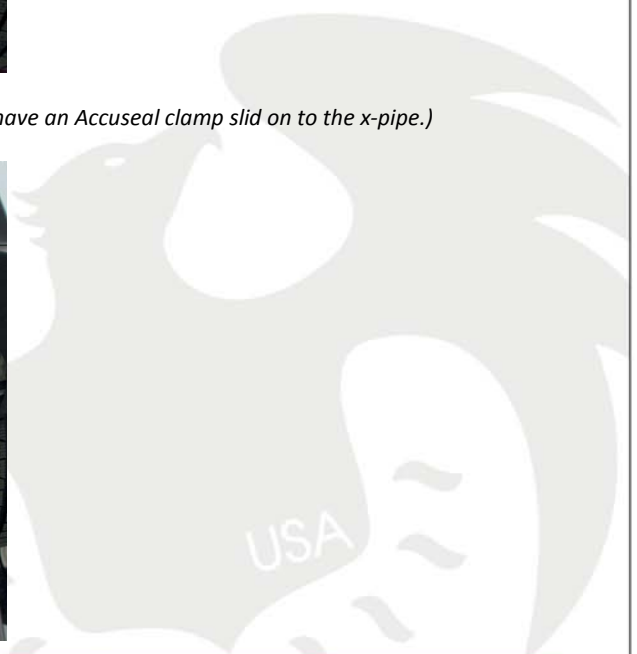 have an Accuseal clamp slid on to the x-pipe.)
USA